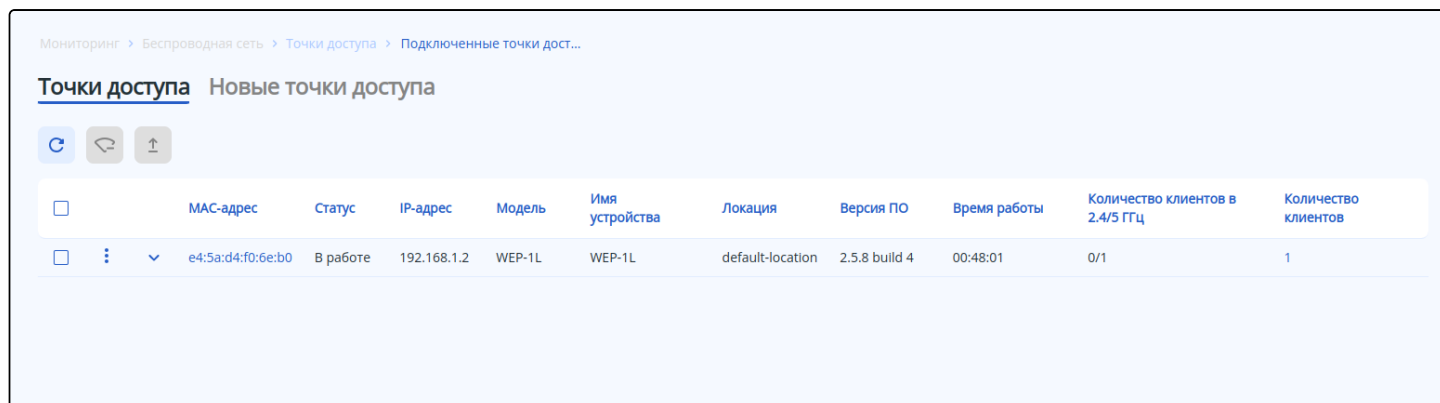 Мониторинг > Беспроводная сеть > Точки доступа > Подключенные точки дост...
Точки доступа Новые точки доступа
MAC-адрес Статус IP-адрес Модель Имя устройства Локация Версия ПО Время работы Количество клиентов в 2.4/5 ГГц Количество клиентов
e4:5a:d4:f0:6e:b0 В работе 192.168.1.2 WEP-1L WEP-1L default-location 2.5.8 build 4 00:48:01 0/1 1